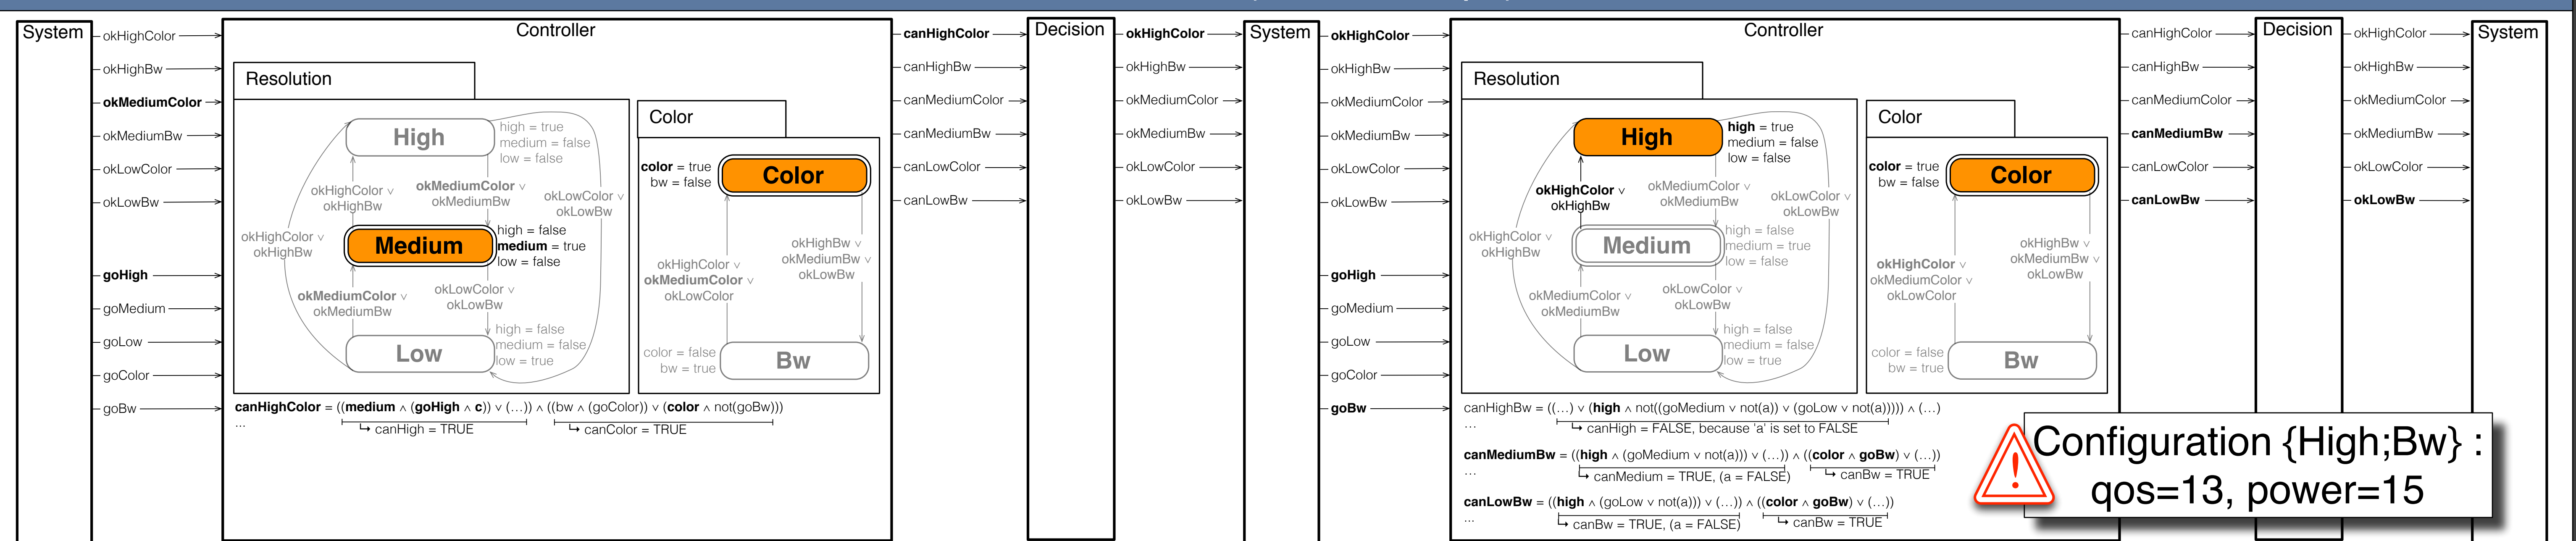 System
okHighColor
okHighBw
okMediumColor
okMediumBw
okLowColor
okLowBw
goHigh
goMedium
goLow
goColor
goBw
Controller
Resolution
High
high = true
medium = false
low = false
okHighColor ∨
okHighBw
okMediumColor ∨
okMediumBw
okLowColor ∨
okLowBw
okHighColor ∨
okHighBw
Medium
high = false
medium = true
low = false
okMediumColor ∨
okMediumBw
okLowColor ∨
okLowBw
Low
high = false
medium = false
low = true
Color
color = true
bw = false
Color
okHighColor ∨
okMediumColor ∨
okLowColor
okHighBw ∨
okMediumBw ∨
okLowBw
color = false
bw = true
Bw
canHighColor = ((medium ∧ (goHigh ∧ c)) ∨ (…)) ∧ ((bw ∧ (goColor)) ∨ (color ∧ not(goBw)))
...
↳ canHigh = TRUE
↳ canColor = TRUE
canHighColor
canHighBw
canMediumColor
canMediumBw
canLowColor
canLowBw
Decision
okHighColor
okHighBw
okMediumColor
okMediumBw
okLowColor
okLowBw
System
okHighColor
okHighBw
okMediumColor
okMediumBw
okLowColor
okLowBw
goHigh
goMedium
goLow
goColor
goBw
Controller
Resolution
High
high = true
medium = false
low = false
okHighColor ∨
okHighBw
okMediumColor ∨
okMediumBw
okLowColor ∨
okLowBw
okHighColor ∨
okHighBw
Medium
high = false
medium = true
low = false
okMediumColor ∨
okMediumBw
okLowColor ∨
okLowBw
Low
high = false
medium = false
low = true
Color
color = true
bw = false
Color
okHighColor ∨
okMediumColor ∨
okLowColor
okHighBw ∨
okMediumBw ∨
okLowBw
color = false
bw = true
Bw
canHighBw = ((…) ∨ (high ∧ not((goMedium ∨ not(a)) ∨ (goLow ∨ not(a))))) ∧ (…)
...
↳ canHigh = FALSE, because 'a' is set to FALSE
canMediumBw = ((high ∧ (goMedium ∨ not(a))) ∨ (…)) ∧ ((color ∧ goBw) ∨ (…))
...
↳ canMedium = TRUE, (a = FALSE)
↳ canBw = TRUE
canLowBw = ((high ∧ (goLow ∨ not(a))) ∨ (…)) ∧ ((color ∧ goBw) ∨ (…))
...
↳ canBw = TRUE, (a = FALSE)
↳ canBw = TRUE
canHighColor
canHighBw
canMediumColor
canMediumBw
canLowColor
canLowBw
Decision
okHighColor
okHighBw
okMediumColor
okMediumBw
okLowColor
okLowBw
System
!
Configuration {High;Bw} :
qos=13, power=15